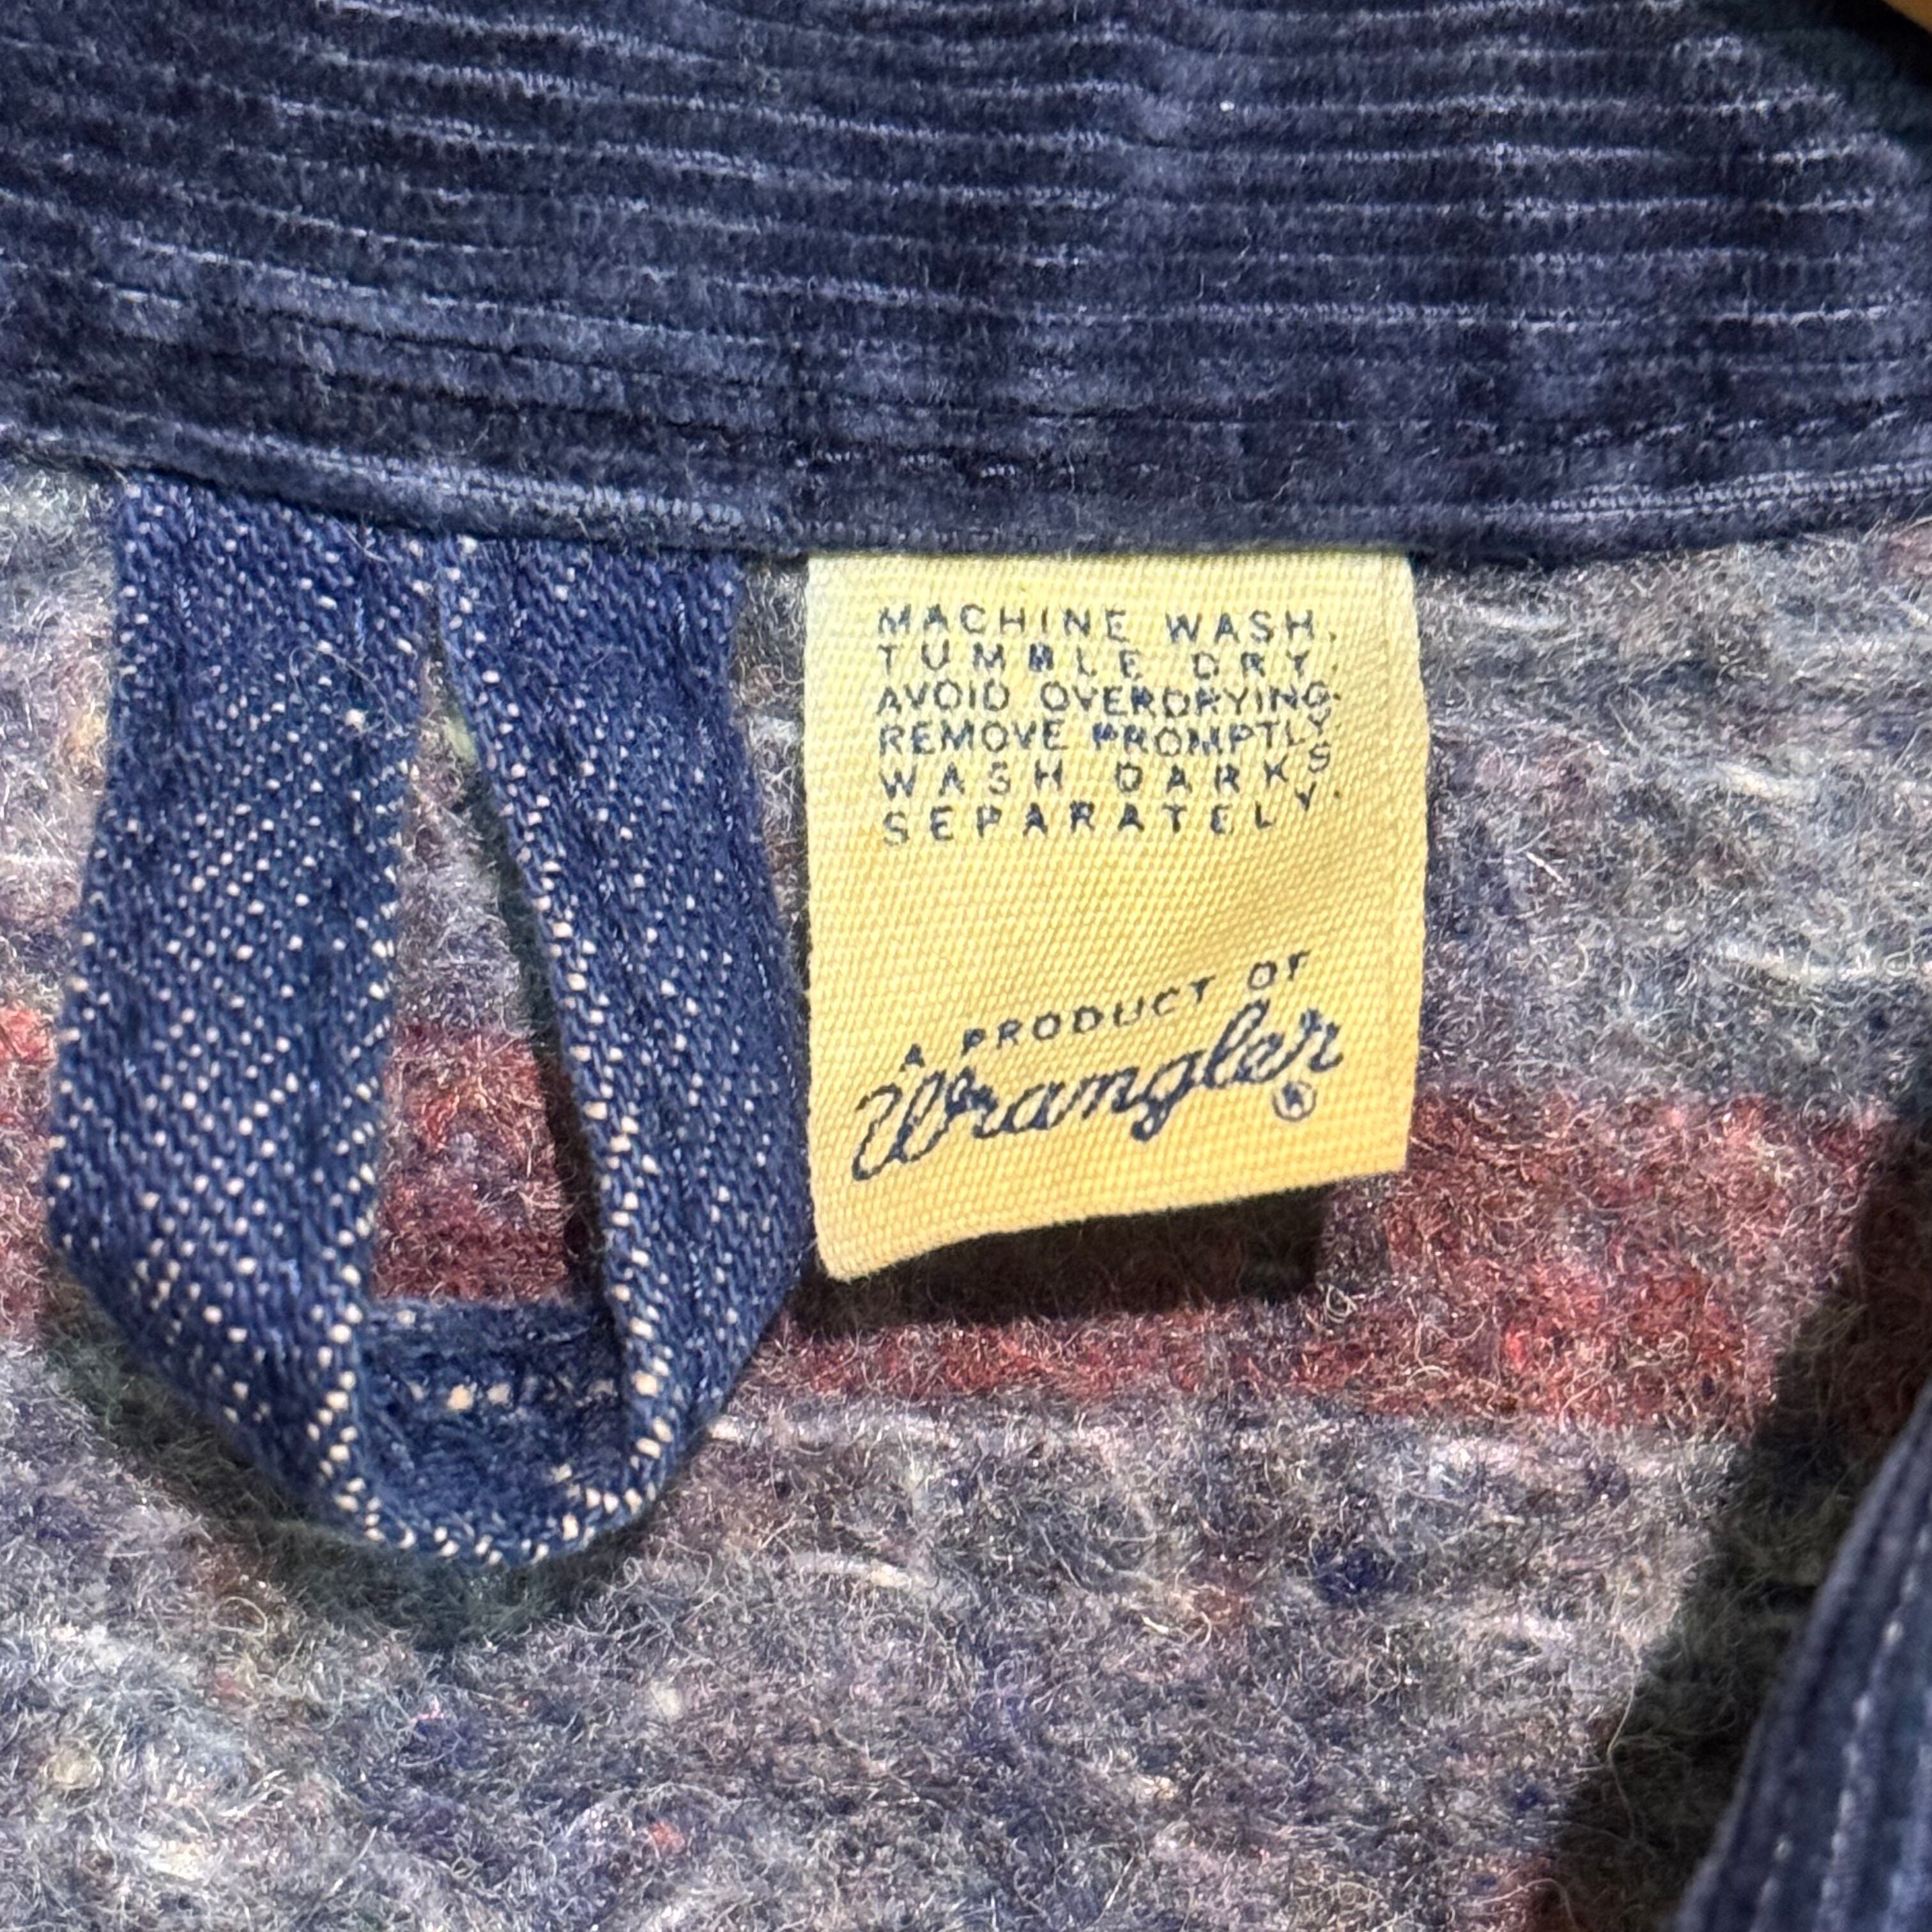 MACHINE WASH.
TUMBLE DRY.
AVOID OVERDRYING.
REMOVE PROMPTLY.
WASH DARKS
SEPARATELY.
A PRODUCT OF
Wrangler
®